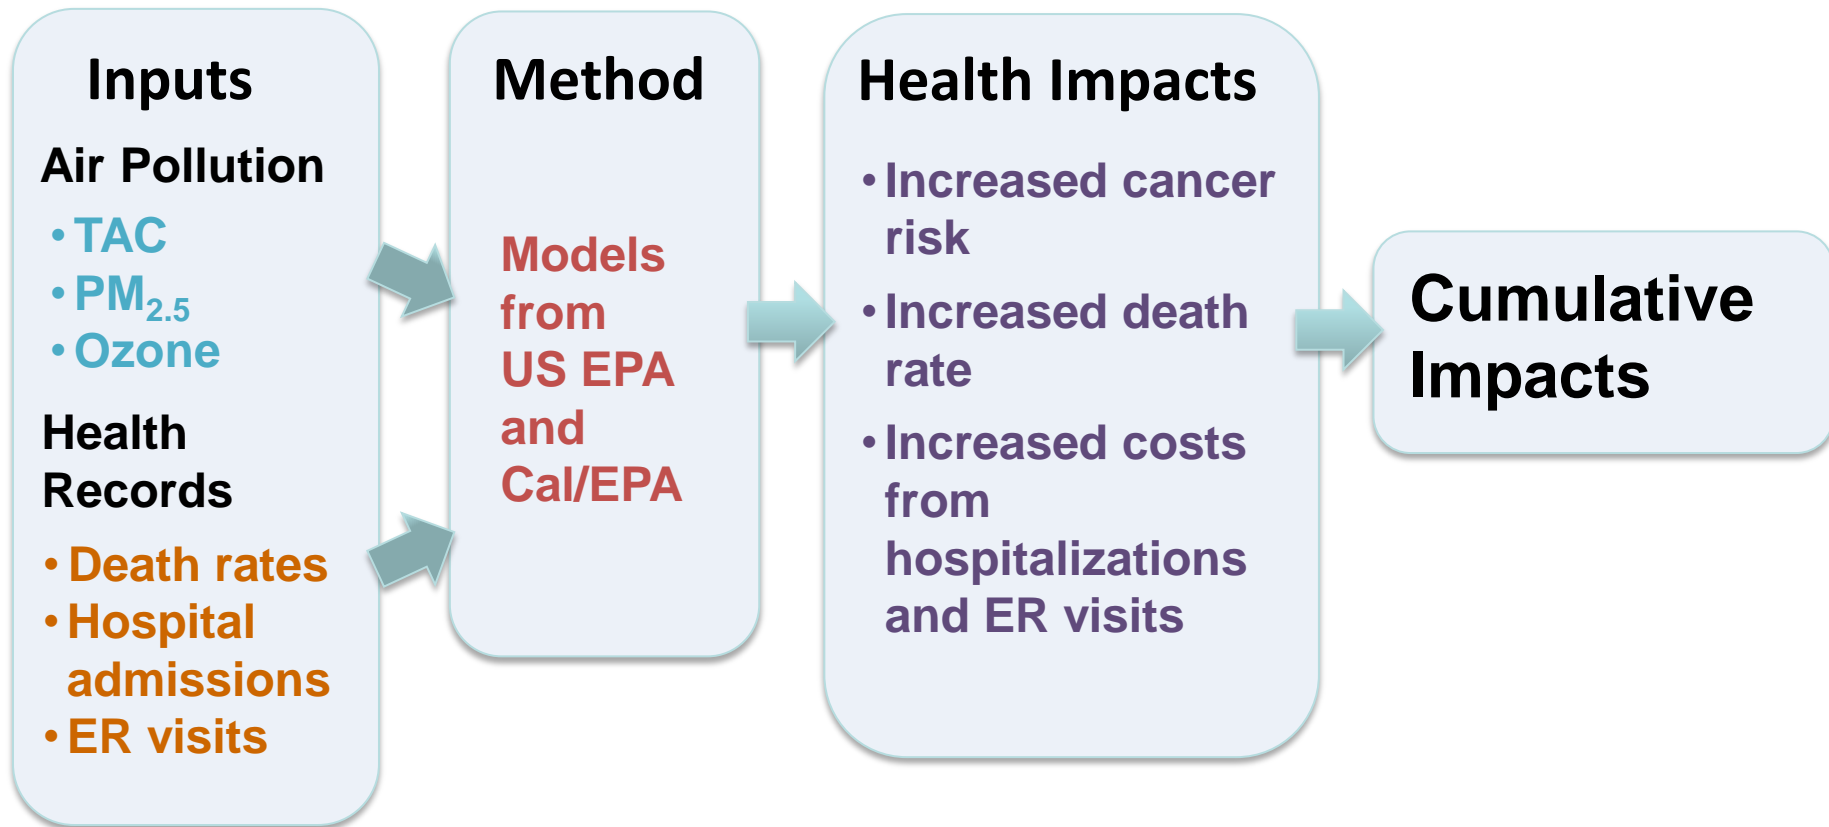 Inputs
Air Pollution
• TAC
• PM2.5
• Ozone
Health
Records
• Death rates
• Hospital
admissions
• ER visits
Method
Models
from
US EPA
and
Cal/EPA
Health Impacts
• Increased cancer
risk
• Increased death
rate
• Increased costs
from
hospitalizations
and ER visits
Cumulative
Impacts